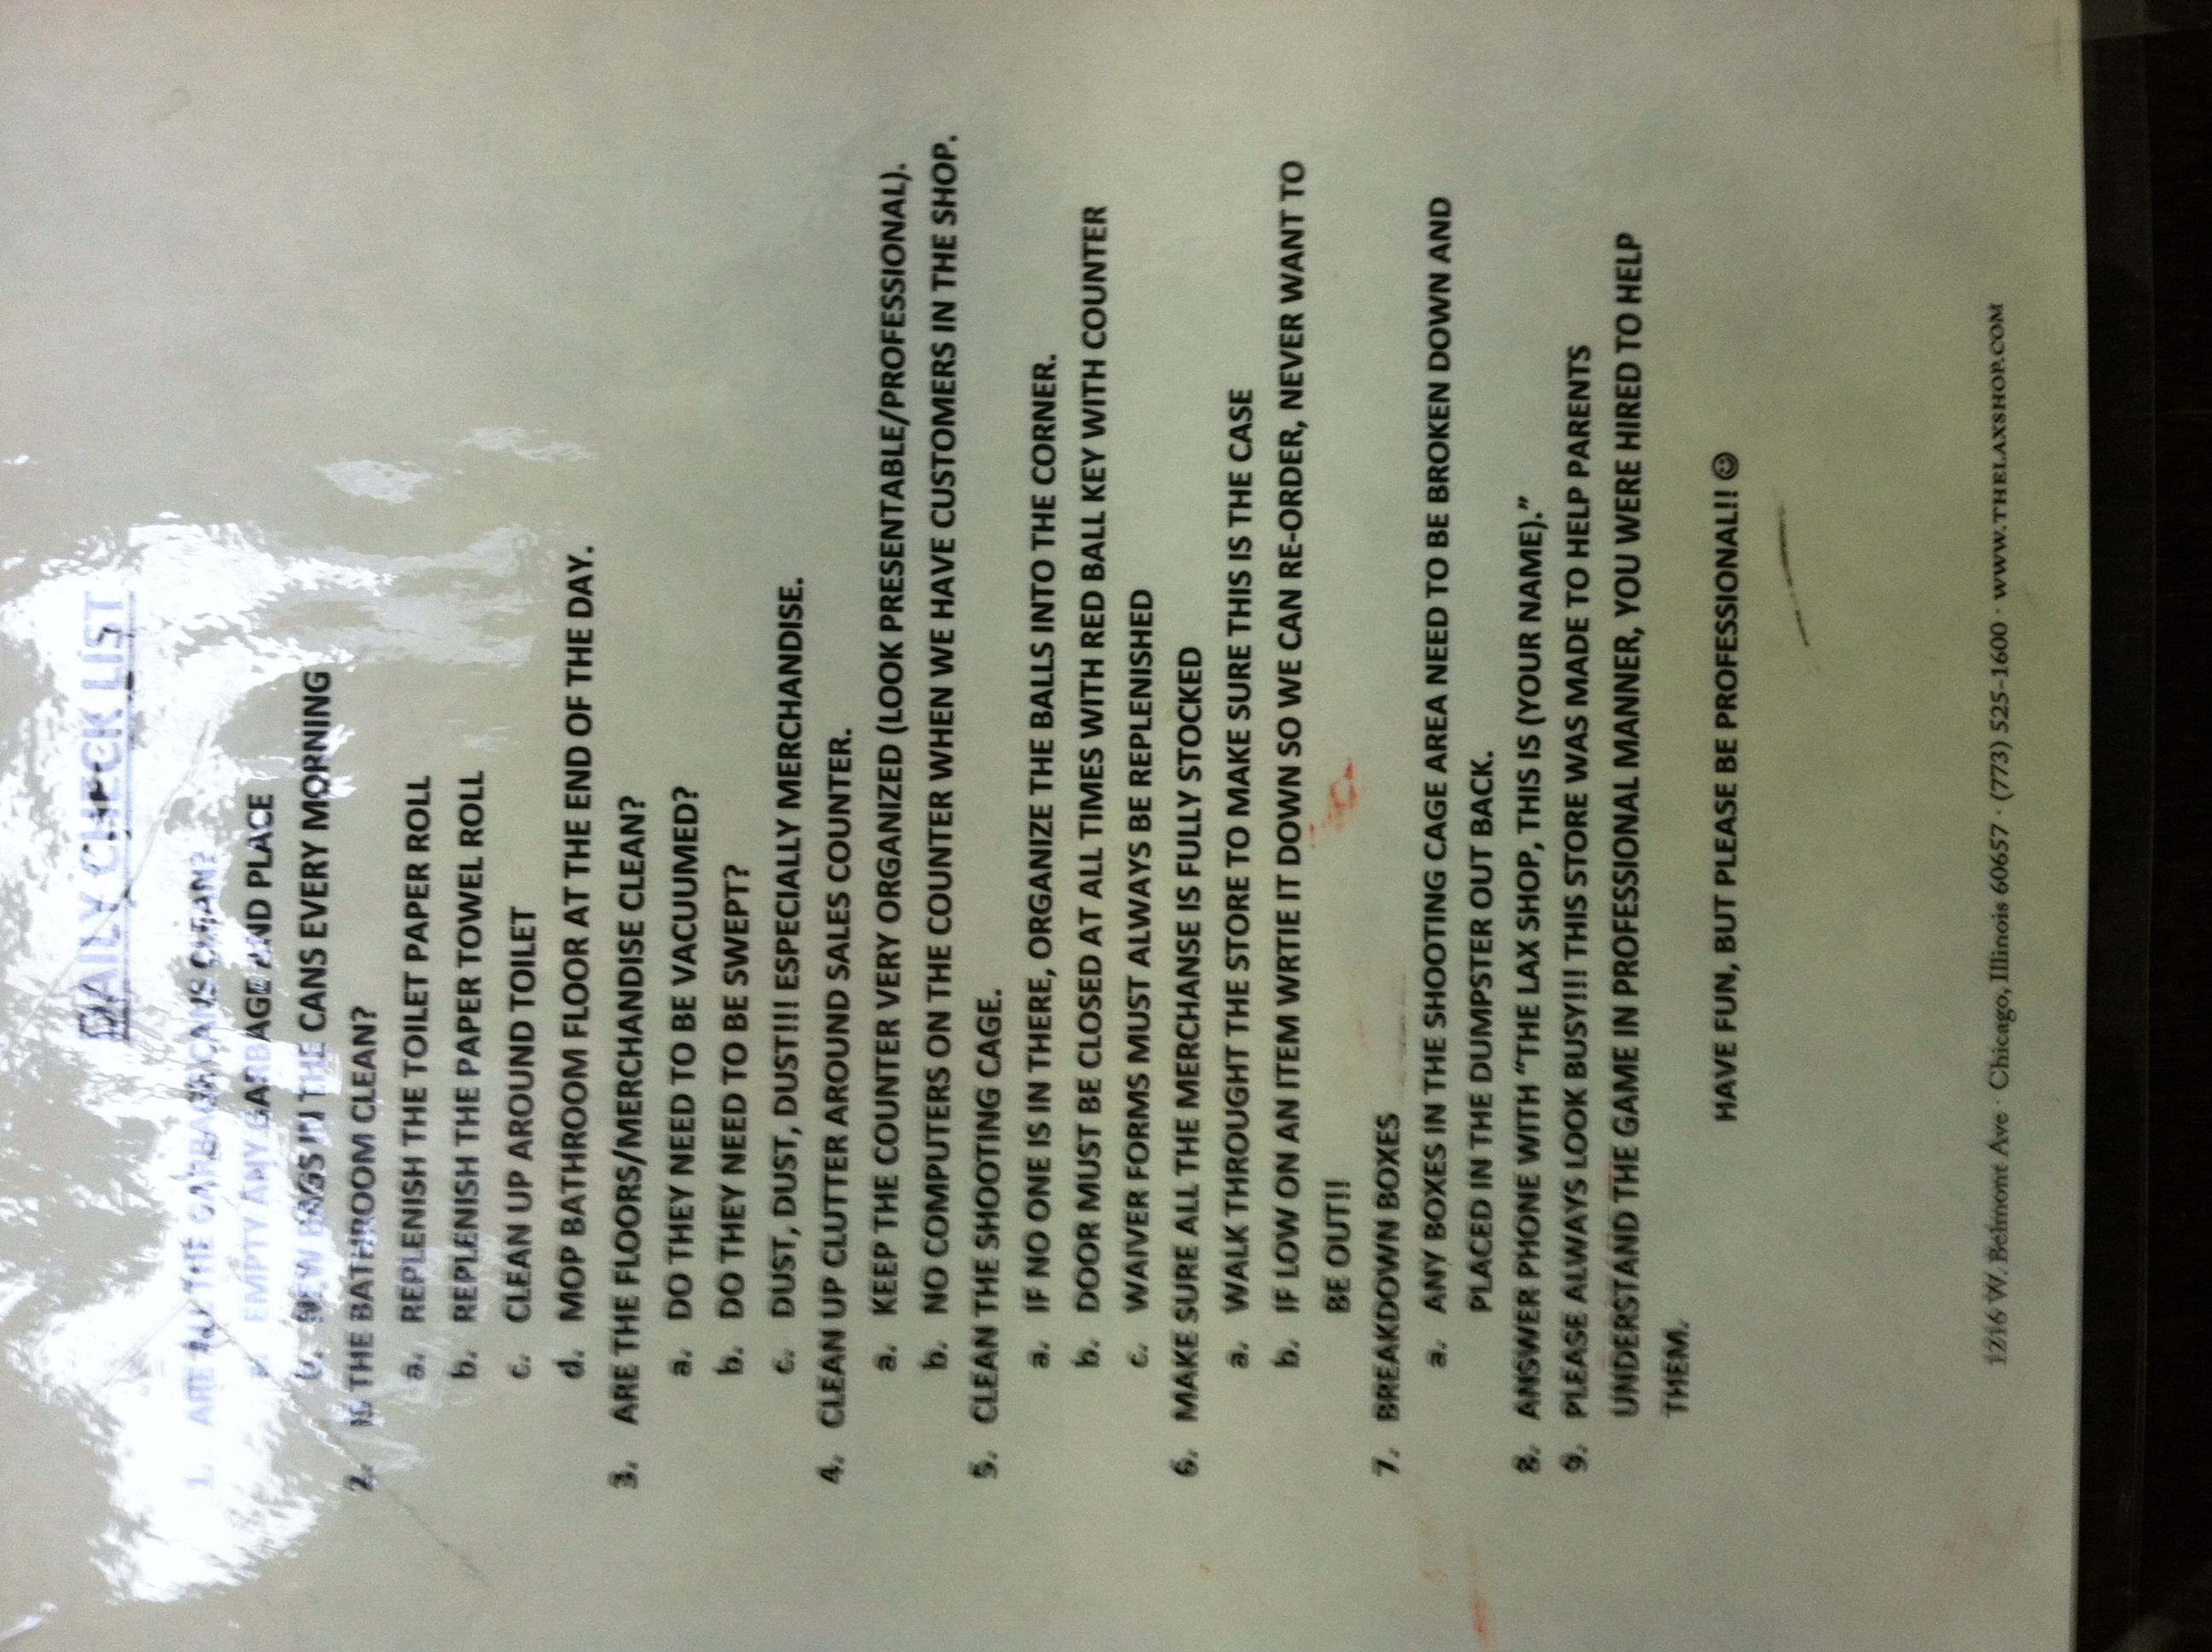 DAILY CHECK LIST
1. ARE ALL THE GARBAGE CANS CLEAN?
a. EMPTY ANY GARBAGE AND PLACE
b. NEW BAGS IN THE CANS EVERY MORNING
2. IS THE BATHROOM CLEAN?
a. REPLENISH THE TOILET PAPER ROLL
b. REPLENISH THE PAPER TOWEL ROLL
c. CLEAN UP AROUND TOILET
d. MOP BATHROOM FLOOR AT THE END OF THE DAY.
3. ARE THE FLOORS/MERCHANDISE CLEAN?
a. DO THEY NEED TO BE VACUUMED?
b. DO THEY NEED TO BE SWEPT?
c. DUST, DUST, DUST!!! ESPECIALLY MERCHANDISE.
4. CLEAN UP CLUTTER AROUND SALES COUNTER.
a. KEEP THE COUNTER VERY ORGANIZED (LOOK PRESENTABLE/PROFESSIONAL).
b. NO COMPUTERS ON THE COUNTER WHEN WE HAVE CUSTOMERS IN THE SHOP.
5. CLEAN THE SHOOTING CAGE.
a. IF NO ONE IS IN THERE, ORGANIZE THE BALLS INTO THE CORNER.
b. DOOR MUST BE CLOSED AT ALL TIMES WITH RED BALL KEY WITH COUNTER
c. WAIVER FORMS MUST ALWAYS BE REPLENISHED
6. MAKE SURE ALL THE MERCHANSE IS FULLY STOCKED
a. WALK THROUGHT THE STORE TO MAKE SURE THIS IS THE CASE
b. IF LOW ON AN ITEM WRTIE IT DOWN SO WE CAN RE-ORDER, NEVER WANT TO
BE OUT!!
7. BREAKDOWN BOXES
a. ANY BOXES IN THE SHOOTING CAGE AREA NEED TO BE BROKEN DOWN AND
PLACED IN THE DUMPSTER OUT BACK.
8. ANSWER PHONE WITH “THE LAX SHOP, THIS IS (YOUR NAME).”
9. PLEASE ALWAYS LOOK BUSY!!! THIS STORE WAS MADE TO HELP PARENTS
UNDERSTAND THE GAME IN PROFESSIONAL MANNER, YOU WERE HIRED TO HELP
THEM.
HAVE FUN, BUT PLEASE BE PROFESSIONAL!! ☺
1216 W. Belmont Ave · Chicago, Illinois 60657 · (773) 525-1600 · WWW.THELAXSHOP.COM